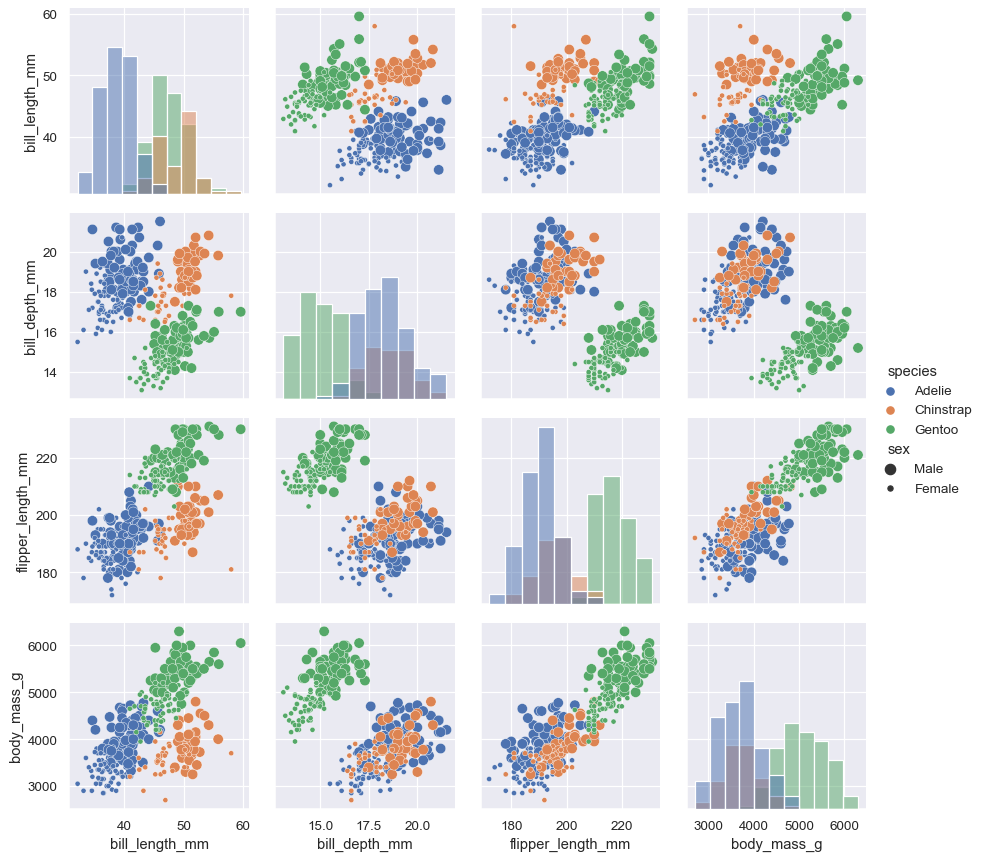 60
50
40
bill_length_mm
20
18
16
14
bill_depth_mm
220
200
180
flipper_length_mm
6000
5000
4000
3000
body_mass_g
40 50 60
bill_length_mm
15.0 17.5 20.0
bill_depth_mm
180 200 220
flipper_length_mm
3000 4000 5000 6000
body_mass_g
species
Adelie
Chinstrap
Gentoo
sex
Male
Female